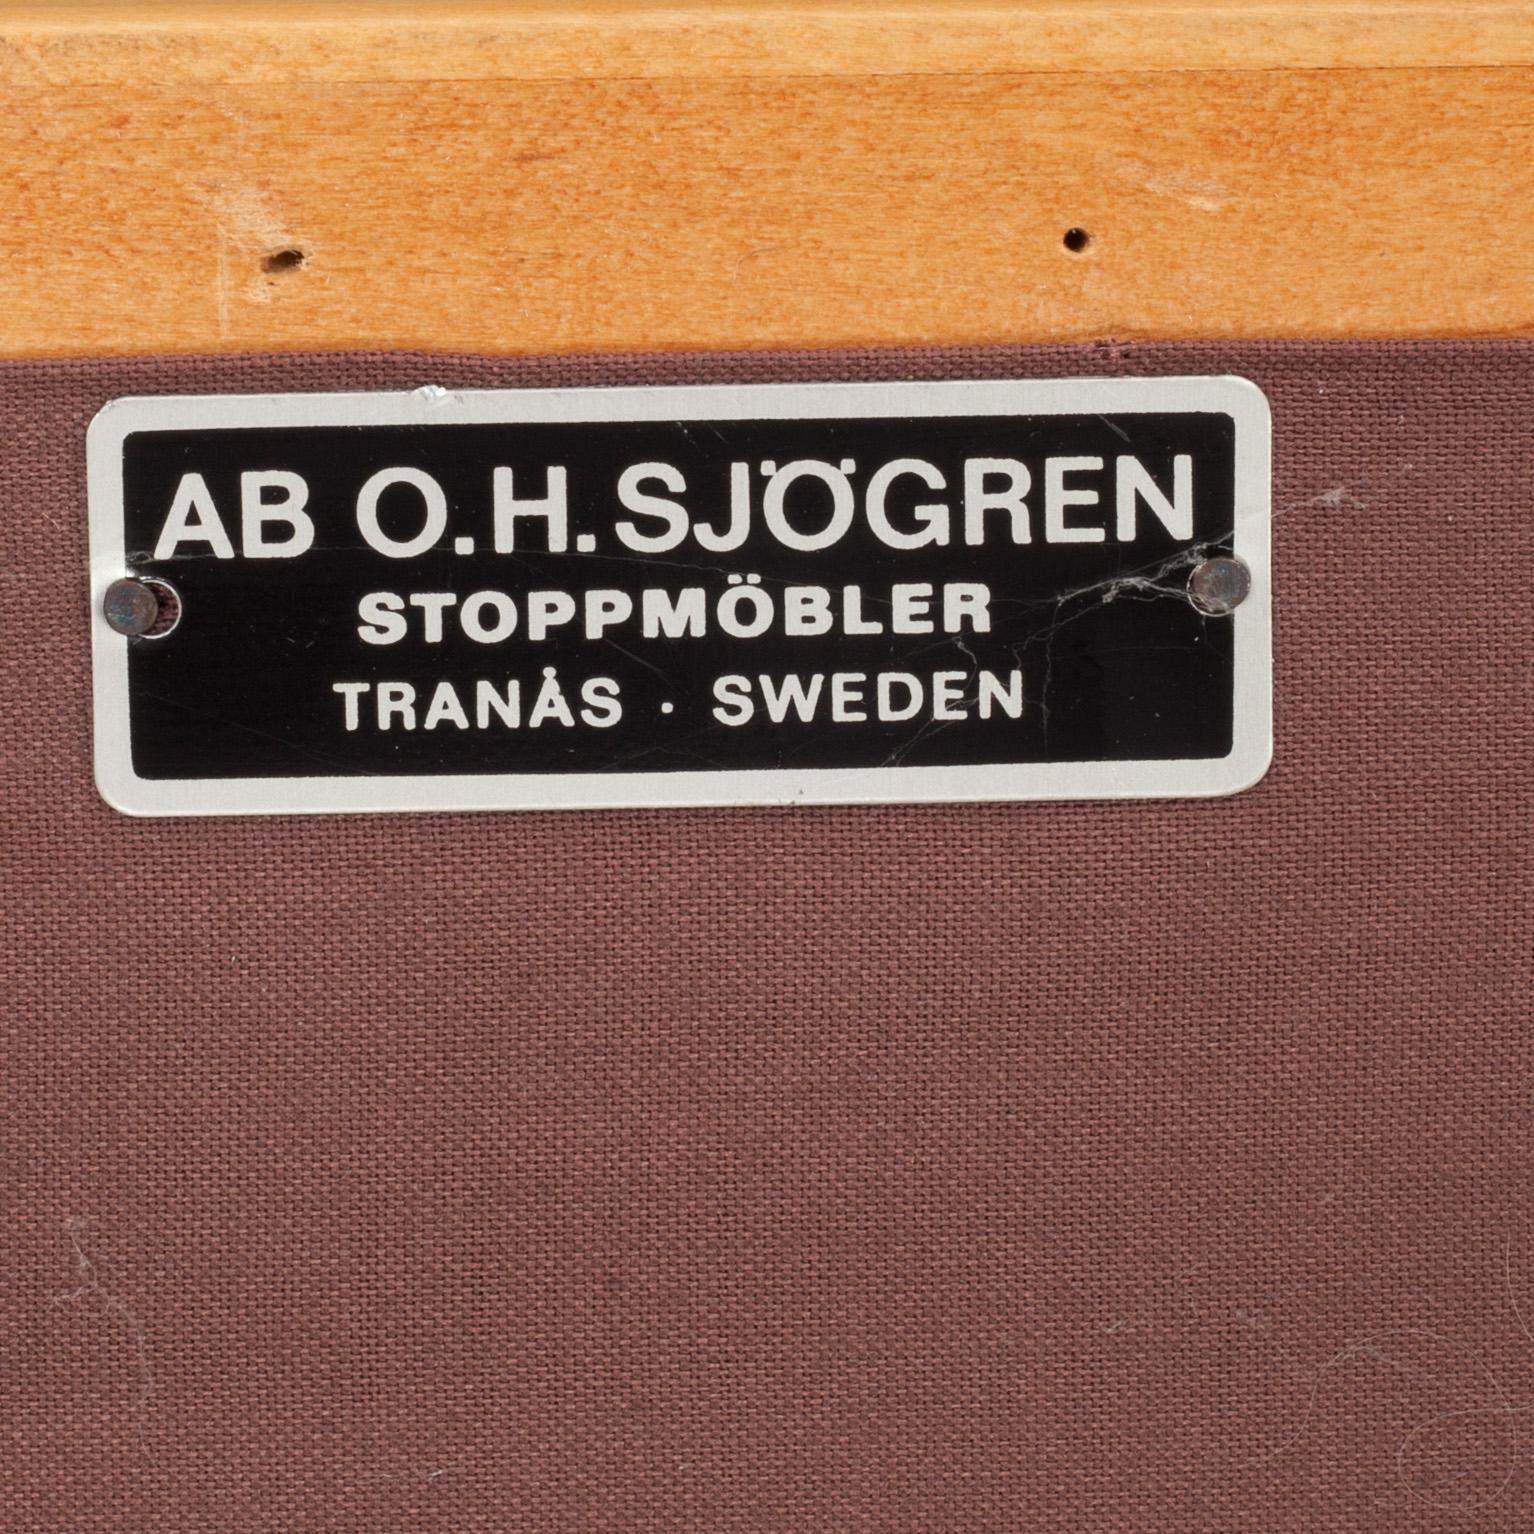 AB O.H. SJÖGREN
STOPPMÖBLER
TRANÅS · SWEDEN